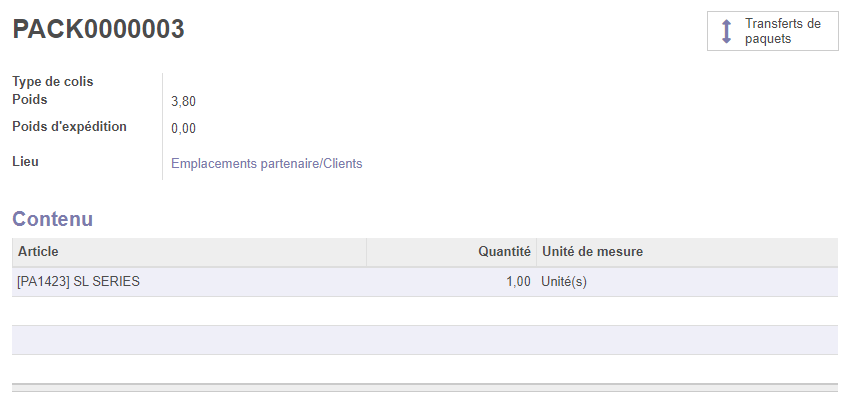 PACK0000003
Transferts de
paquets
Type de colis
Poids 3,80
Poids d'expédition 0,00
Lieu Emplacements partenaire/Clients
Contenu
Article Quantité Unité de mesure
[PA1423] SL SERIES 1,00 Unité(s)